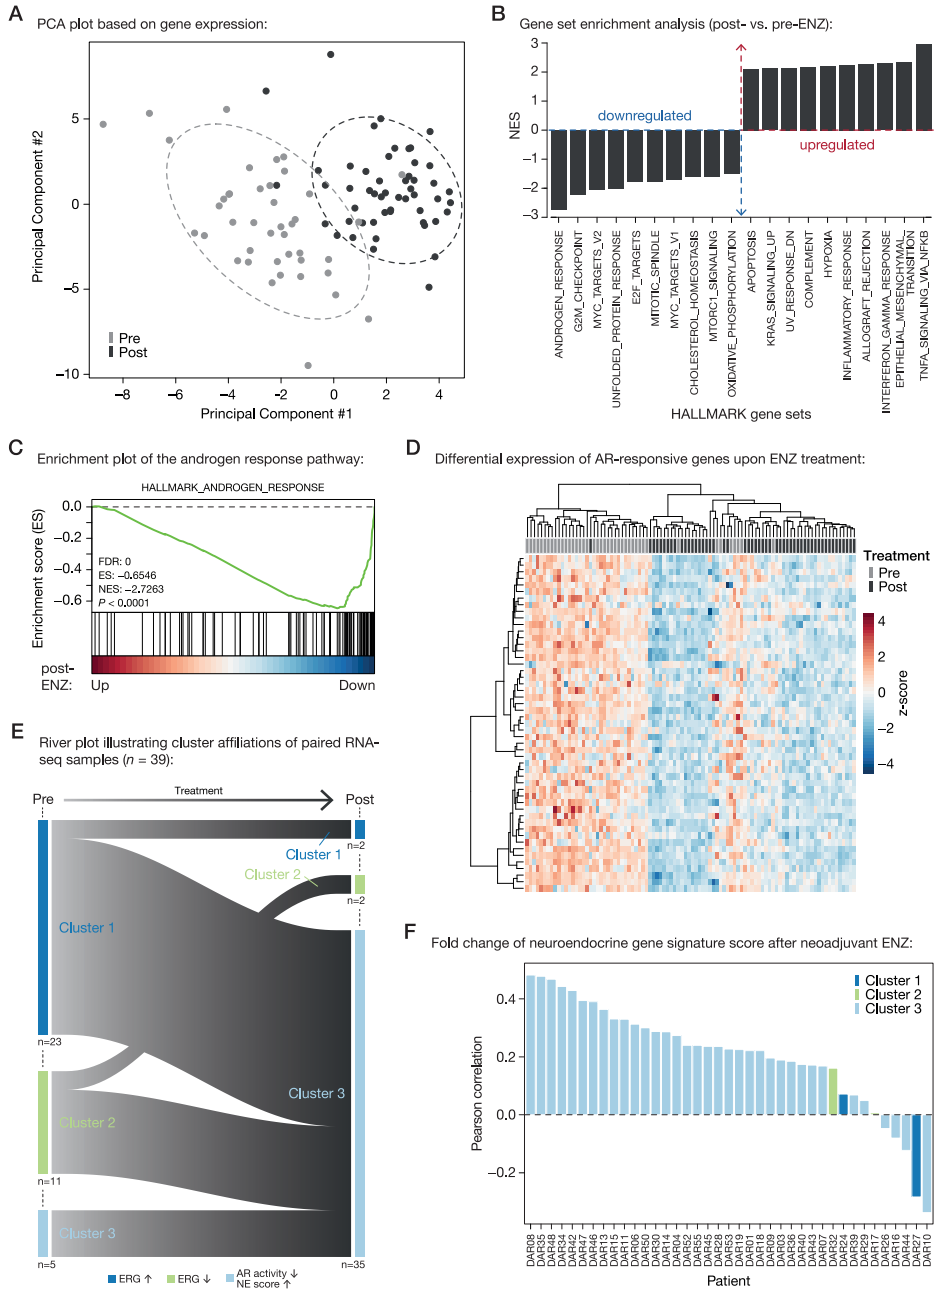 A
PCA plot based on gene expression:
Principal Component #2
5
0
−5
−10
Pre
Post
−8
−6
−4
−2
0
2
4
Principal Component #1
B
Gene set enrichment analysis (post- vs. pre-ENZ):
NES
3
2
1
0
−1
−2
−3
downregulated
upregulated
ANDROGEN_RESPONSE
G2M_CHECKPOINT
MYC_TARGETS_V2
UNFOLDED_PROTEIN_RESPONSE
E2F_TARGETS
MITOTIC_SPINDLE
MYC_TARGETS_V1
CHOLESTEROL_HOMEOSTASIS
MTORC1_SIGNALING
OXIDATIVE_PHOSPHORYLATION
APOPTOSIS
KRAS_SIGNALING_UP
UV_RESPONSE_DN
COMPLEMENT
HYPOXIA
INFLAMMATORY_RESPONSE
ALLOGRAFT_REJECTION
INTERFERON_GAMMA_RESPONSE
EPITHELIAL_MESENCHYMAL_
TRANSITION
TNFA_SIGNALING_VIA_NFKB
HALLMARK gene sets
C
Enrichment plot of the androgen response pathway:
HALLMARK_ANDROGEN_RESPONSE
Enrichment score (ES)
0.0
−0.2
−0.4
−0.6
FDR: 0
ES: −0.6546
NES: −2.7263
P < 0.0001
post-
ENZ:
Up
Down
D
Differential expression of AR-responsive genes upon ENZ treatment:
Treatment
Pre
Post
4
2
0
−2
−4
z-score
E
River plot illustrating cluster affiliations of paired RNA-
seq samples (n = 39):
Pre
Treatment
Post
Cluster 1
n=2
Cluster 2
n=2
Cluster 1
n=23
Cluster 3
Cluster 2
n=11
Cluster 3
n=5
n=35
ERG ↑
ERG ↓
AR activity ↓
NE score ↑
F
Fold change of neuroendocrine gene signature score after neoadjuvant ENZ:
Pearson correlation
0.4
0.2
0.0
−0.2
Cluster 1
Cluster 2
Cluster 3
DAR08
DAR35
DAR48
DAR34
DAR42
DAR47
DAR46
DAR13
DAR15
DAR11
DAR06
DAR50
DAR30
DAR14
DAR04
DAR52
DAR55
DAR45
DAR28
DAR53
DAR19
DAR01
DAR18
DAR09
DAR03
DAR36
DAR40
DAR43
DAR07
DAR32
DAR24
DAR39
DAR29
DAR17
DAR26
DAR16
DAR44
DAR27
DAR10
Patient